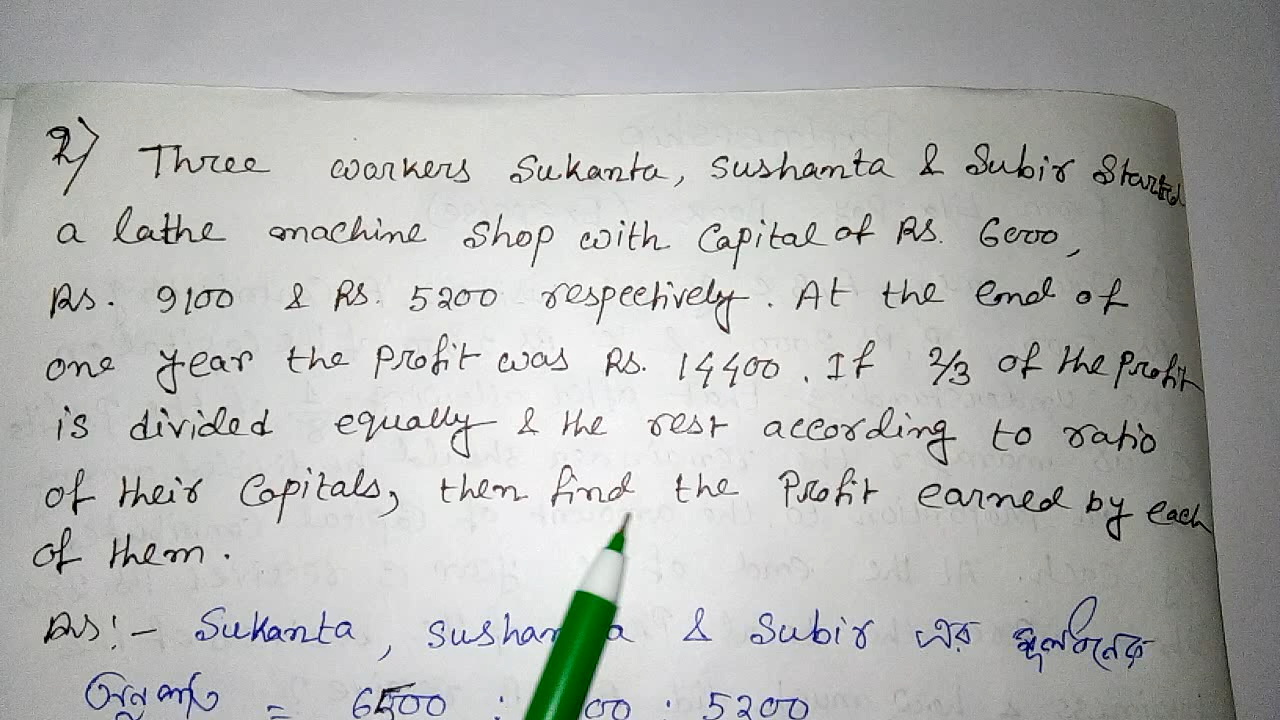 2) Three workers Sukanta, Sushanta & Subir Started
a lathe machine shop with Capital of Rs. 6000,
Rs. 9100 & Rs. 5200 respectively. At the end of
one year the Profit was Rs. 14400. If 2/3 of the Profit
is divided equally & the rest according to ratio
of their Capitals, then find the Profit earned by each
of them.
As:- Sukanta, Sushanta & Subir এর মূলধনের
অনুপাত = 6500 : 00 : 5200